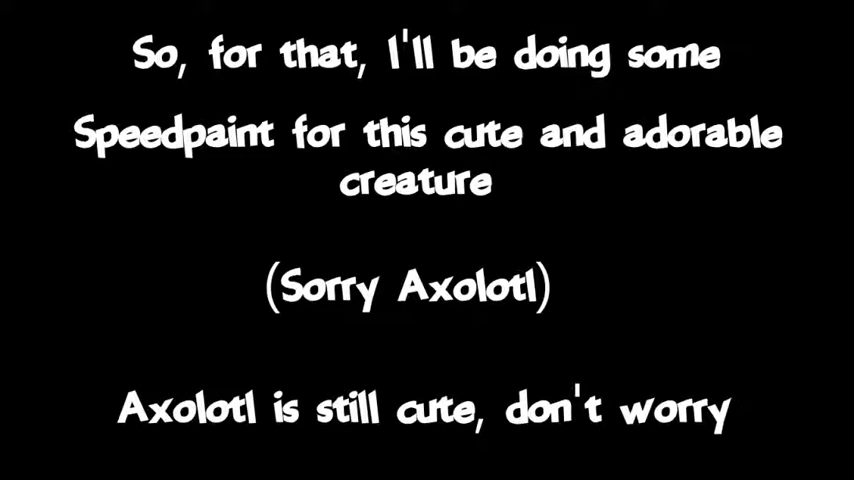 So, for that, I'll be doing some
Speedpaint for this cute and adorable
creature
(Sorry Axolotl)
Axolotl is still cute, don't worry